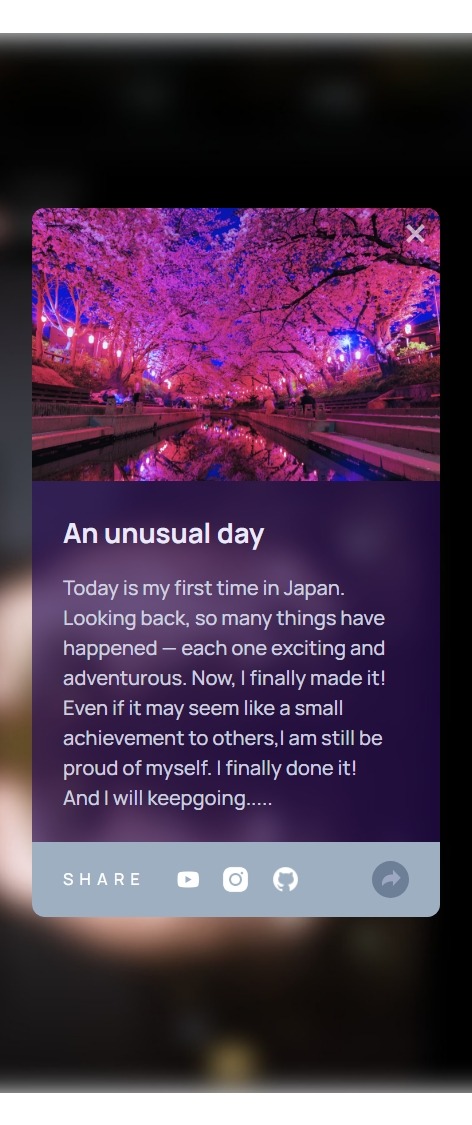 An unusual day
Today is my first time in Japan.
Looking back, so many things have
happened — each one exciting and
adventurous. Now, I finally made it!
Even if it may seem like a small
achievement to others,I am still be
proud of myself. I finally done it!
And I will keepgoing.....
SHARE